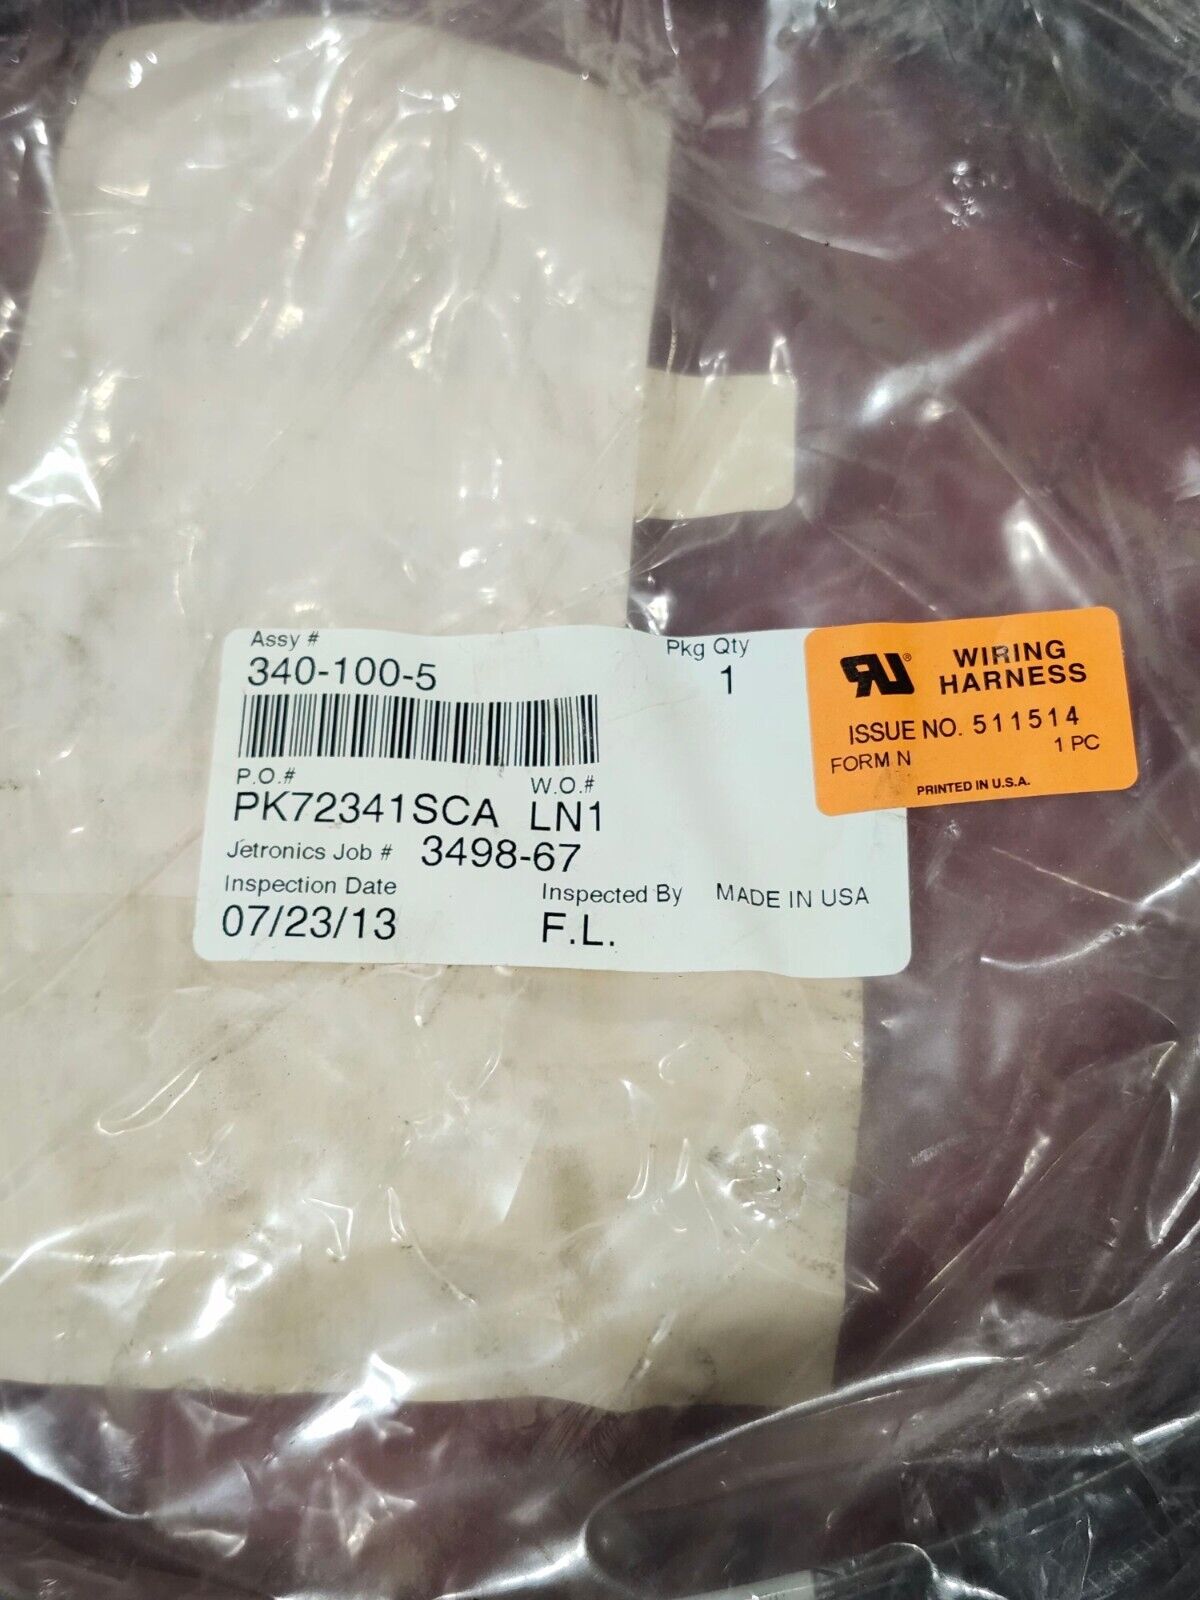 Assy #
340-100-5
Pkg Qty
1
P.O.#
W.O.#
PK72341SCA LN1
Jetronics Job # 3498-67
Inspection Date
07/23/13
Inspected By
F.L.
MADE IN USA
RU® WIRING
HARNESS
ISSUE NO. 511514
FORM N 1 PC
PRINTED IN U.S.A.